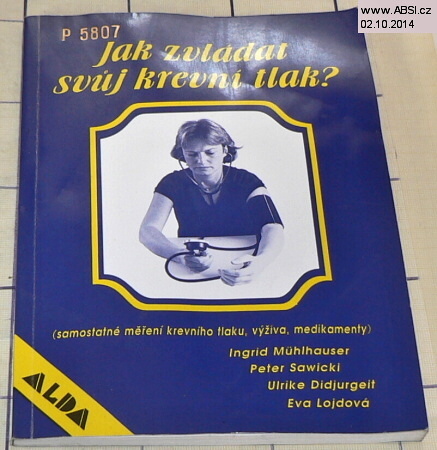 www.ABSI.cz
02.10.2014
P 5807
Jak zvládat
svůj krevní tlak?
(samostatné měření krevního tlaku, výživa, medikamenty)
Ingrid Mühlhauser
Peter Sawicki
Ulrike Didjurgeit
Eva Lojdová
ALDA